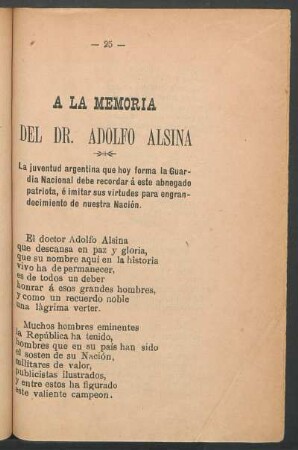 — 25 —
A LA MEMORIA
DEL DR. ADOLFO ALSINA
La juventud argentina que hoy forma la Guar-
dia Nacional debe recordar á este abnegado
patriota, é imitar sus virtudes para engran-
decimiento de nuestra Nación.
El doctor Adolfo Alsina
que descansa en paz y gloria,
que su nombre aquí en la historia
vivo ha de permanecer,
es de todos un deber
honrar á esos grandes hombres,
y como un recuerdo noble
una lágrima verter.
Muchos hombres eminentes
la República ha tenido,
hombres que en su país han sido
el sosten de su Nación,
militares de valor,
publicistas ilustrados,
y entre estos ha figurado
este valiente campeon.